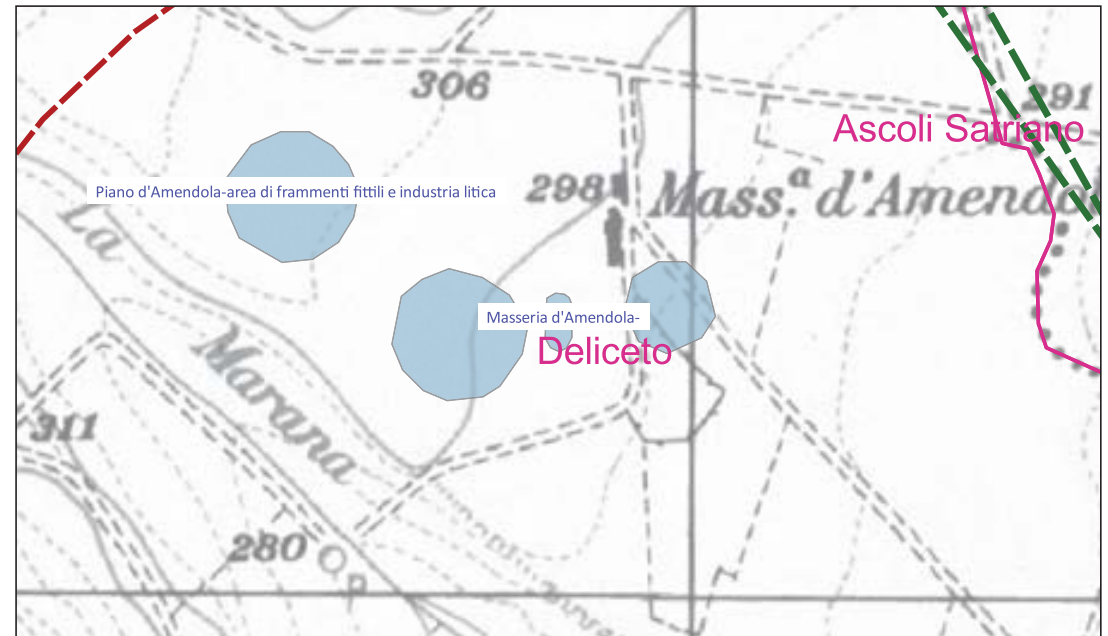 306
291
Ascoli Satriano
Piano d'Amendola-area di frammenti fittili e industria litica
298
Mass.ª d'Amendol
La
Masseria d'Amendola-
Deliceto
Marana
311
280